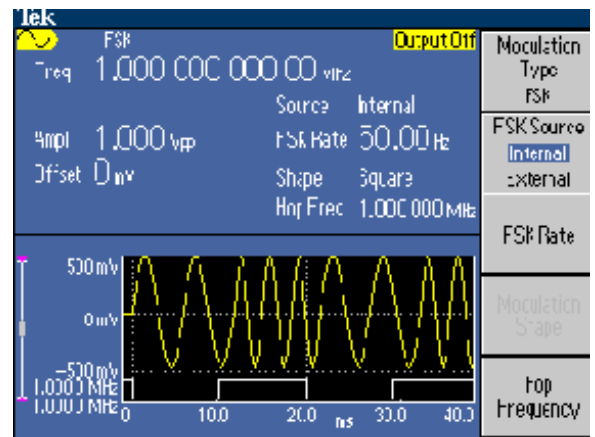 Tek
FSK
Output Off
Freq 1.000 000 000 00 MHz
Source Internal
Ampl 1.000 Vpp
FSK Rate 50.00 Hz
Offset 0 mV
Shape Square
Hop Freq 1.000 000 MHz
Modulation
Type
FSK
FSK Source
Internal
External
FSK Rate
Modulation
Shape
Hop
Frequency
500 mV
0 mV
-500 mV
1.0000 MHz
1.0000 MHz
0 10.0 20.0 ms 30.0 40.0